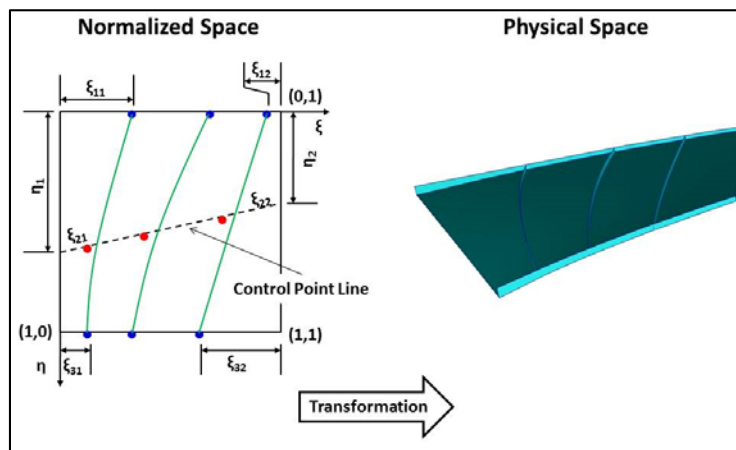 Normalized Space
Physical Space
ξ12
ξ11
(0,1)
ξ
η1
η2
ξ22
ξ21
Control Point Line
(1,0)
(1,1)
ξ31
ξ32
η
Transformation